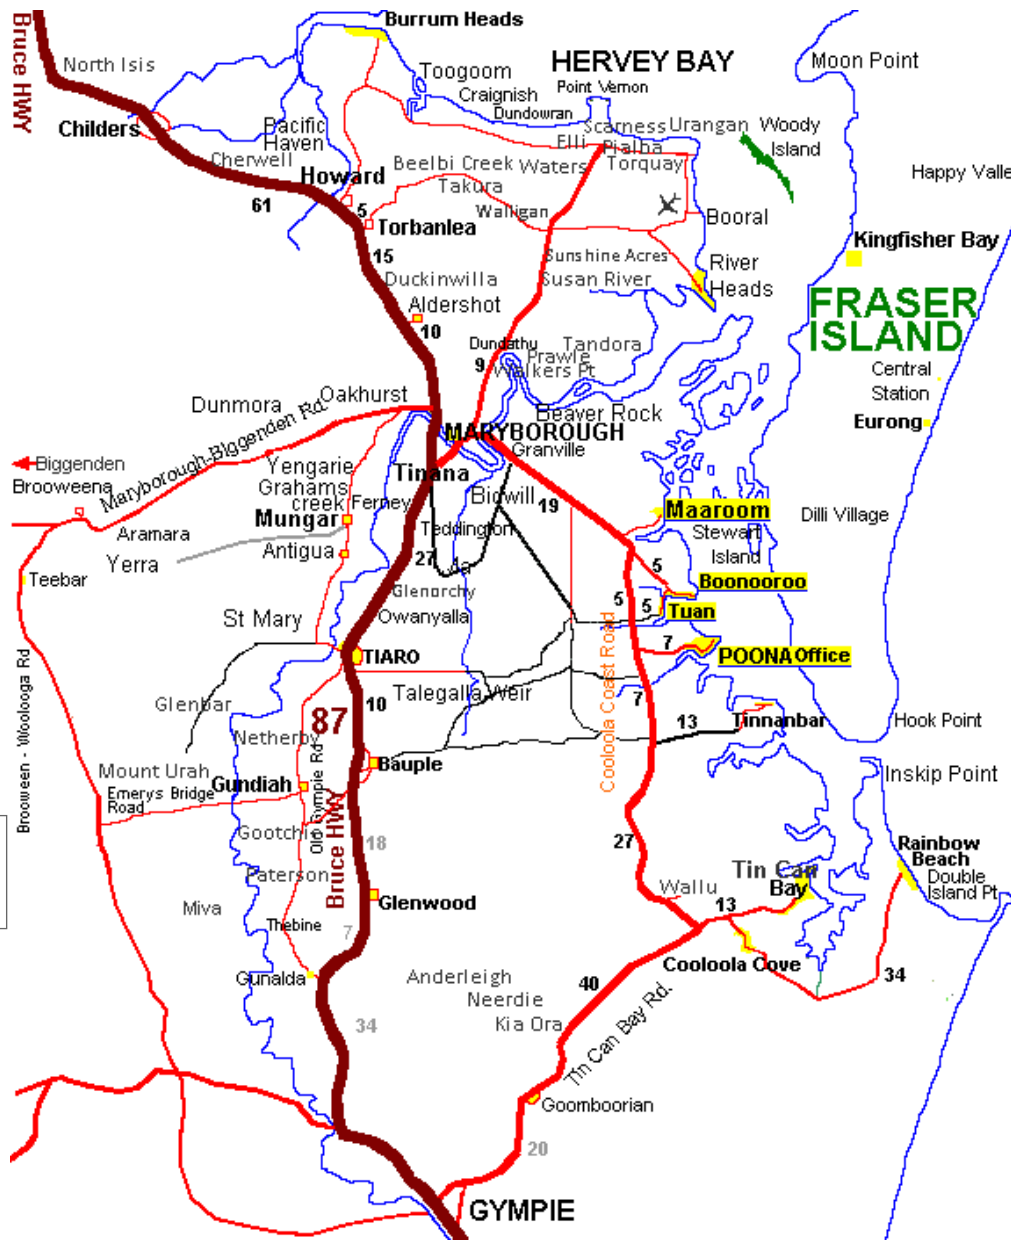 Burrum Heads
Bruce HWY
North Isis
HERVEY BAY
Moon Point
Toogoom
Craignish
Point Vernon
Dundowran
Childers
Pacific
Haven
Scarness
Urangan
Woody
Island
Elli
Pialba
Cherwell
Howard
Beelbi Creek
Waters
Torquay
Happy Valle
Takura
61
5
Walligan
Booral
Torbanlea
Kingfisher Bay
15
Sunshine Acres
River
Heads
Duckinwilla
Susan River
Aldershot
FRASER
ISLAND
10
Dundathu
Tandora
Prawle
9
Walkers Pt
Central
Station
Oakhurst
Dunmora
Beaver Rock
Eurong
MARYBOROUGH
Maryborough-Biggenden Rd.
Granville
Biggenden
Brooweena
Yengarie
Tinana
Grahams
creek
Ferney
Bidwill
19
Mungar
Maaroom
Dilli Village
Aramara
Teddington
Stewart
Island
Antigua
Yerra
27
5
Teebar
Glenorchy
Boonooroo
5
5
Tuan
St Mary
Owanyalla
TIARO
7
POONA Office
Cooloola Coast Road
Talegalla Weir
7
Glenbar
10
87
13
Tinnanbar
Hook Point
Netherby
Brooween - Woolooga Rd
Old Gympie Rd
Bauple
Mount Urah
Gundiah
Inskip Point
Emerys Bridge
Road
Bruce HWY
Gootchie
18
27
Rainbow
Beach
Paterson
Tin Can
Bay
Double
Island Pt
Wallu
Miva
Glenwood
13
Thebine
7
Cooloola Cove
Gunalda
Anderleigh
40
34
Neerdie
34
Kia Ora
Tin Can Bay Rd.
Goomboorian
20
GYMPIE